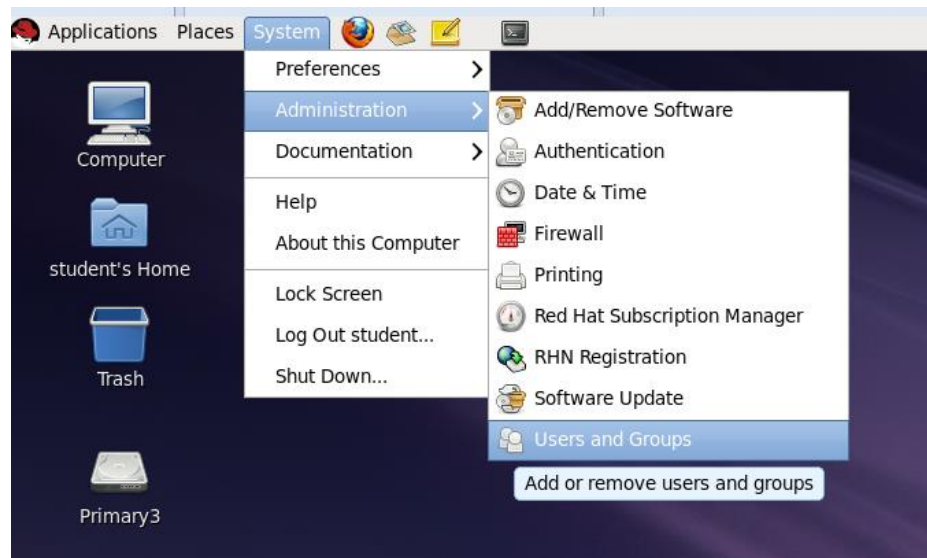 Applications Places System
Preferences
Administration
Documentation
Help
About this Computer
Lock Screen
Log Out student...
Shut Down...
Add/Remove Software
Authentication
Date & Time
Firewall
Printing
Red Hat Subscription Manager
RHN Registration
Software Update
Users and Groups
Add or remove users and groups
Computer
student's Home
Trash
Primary3